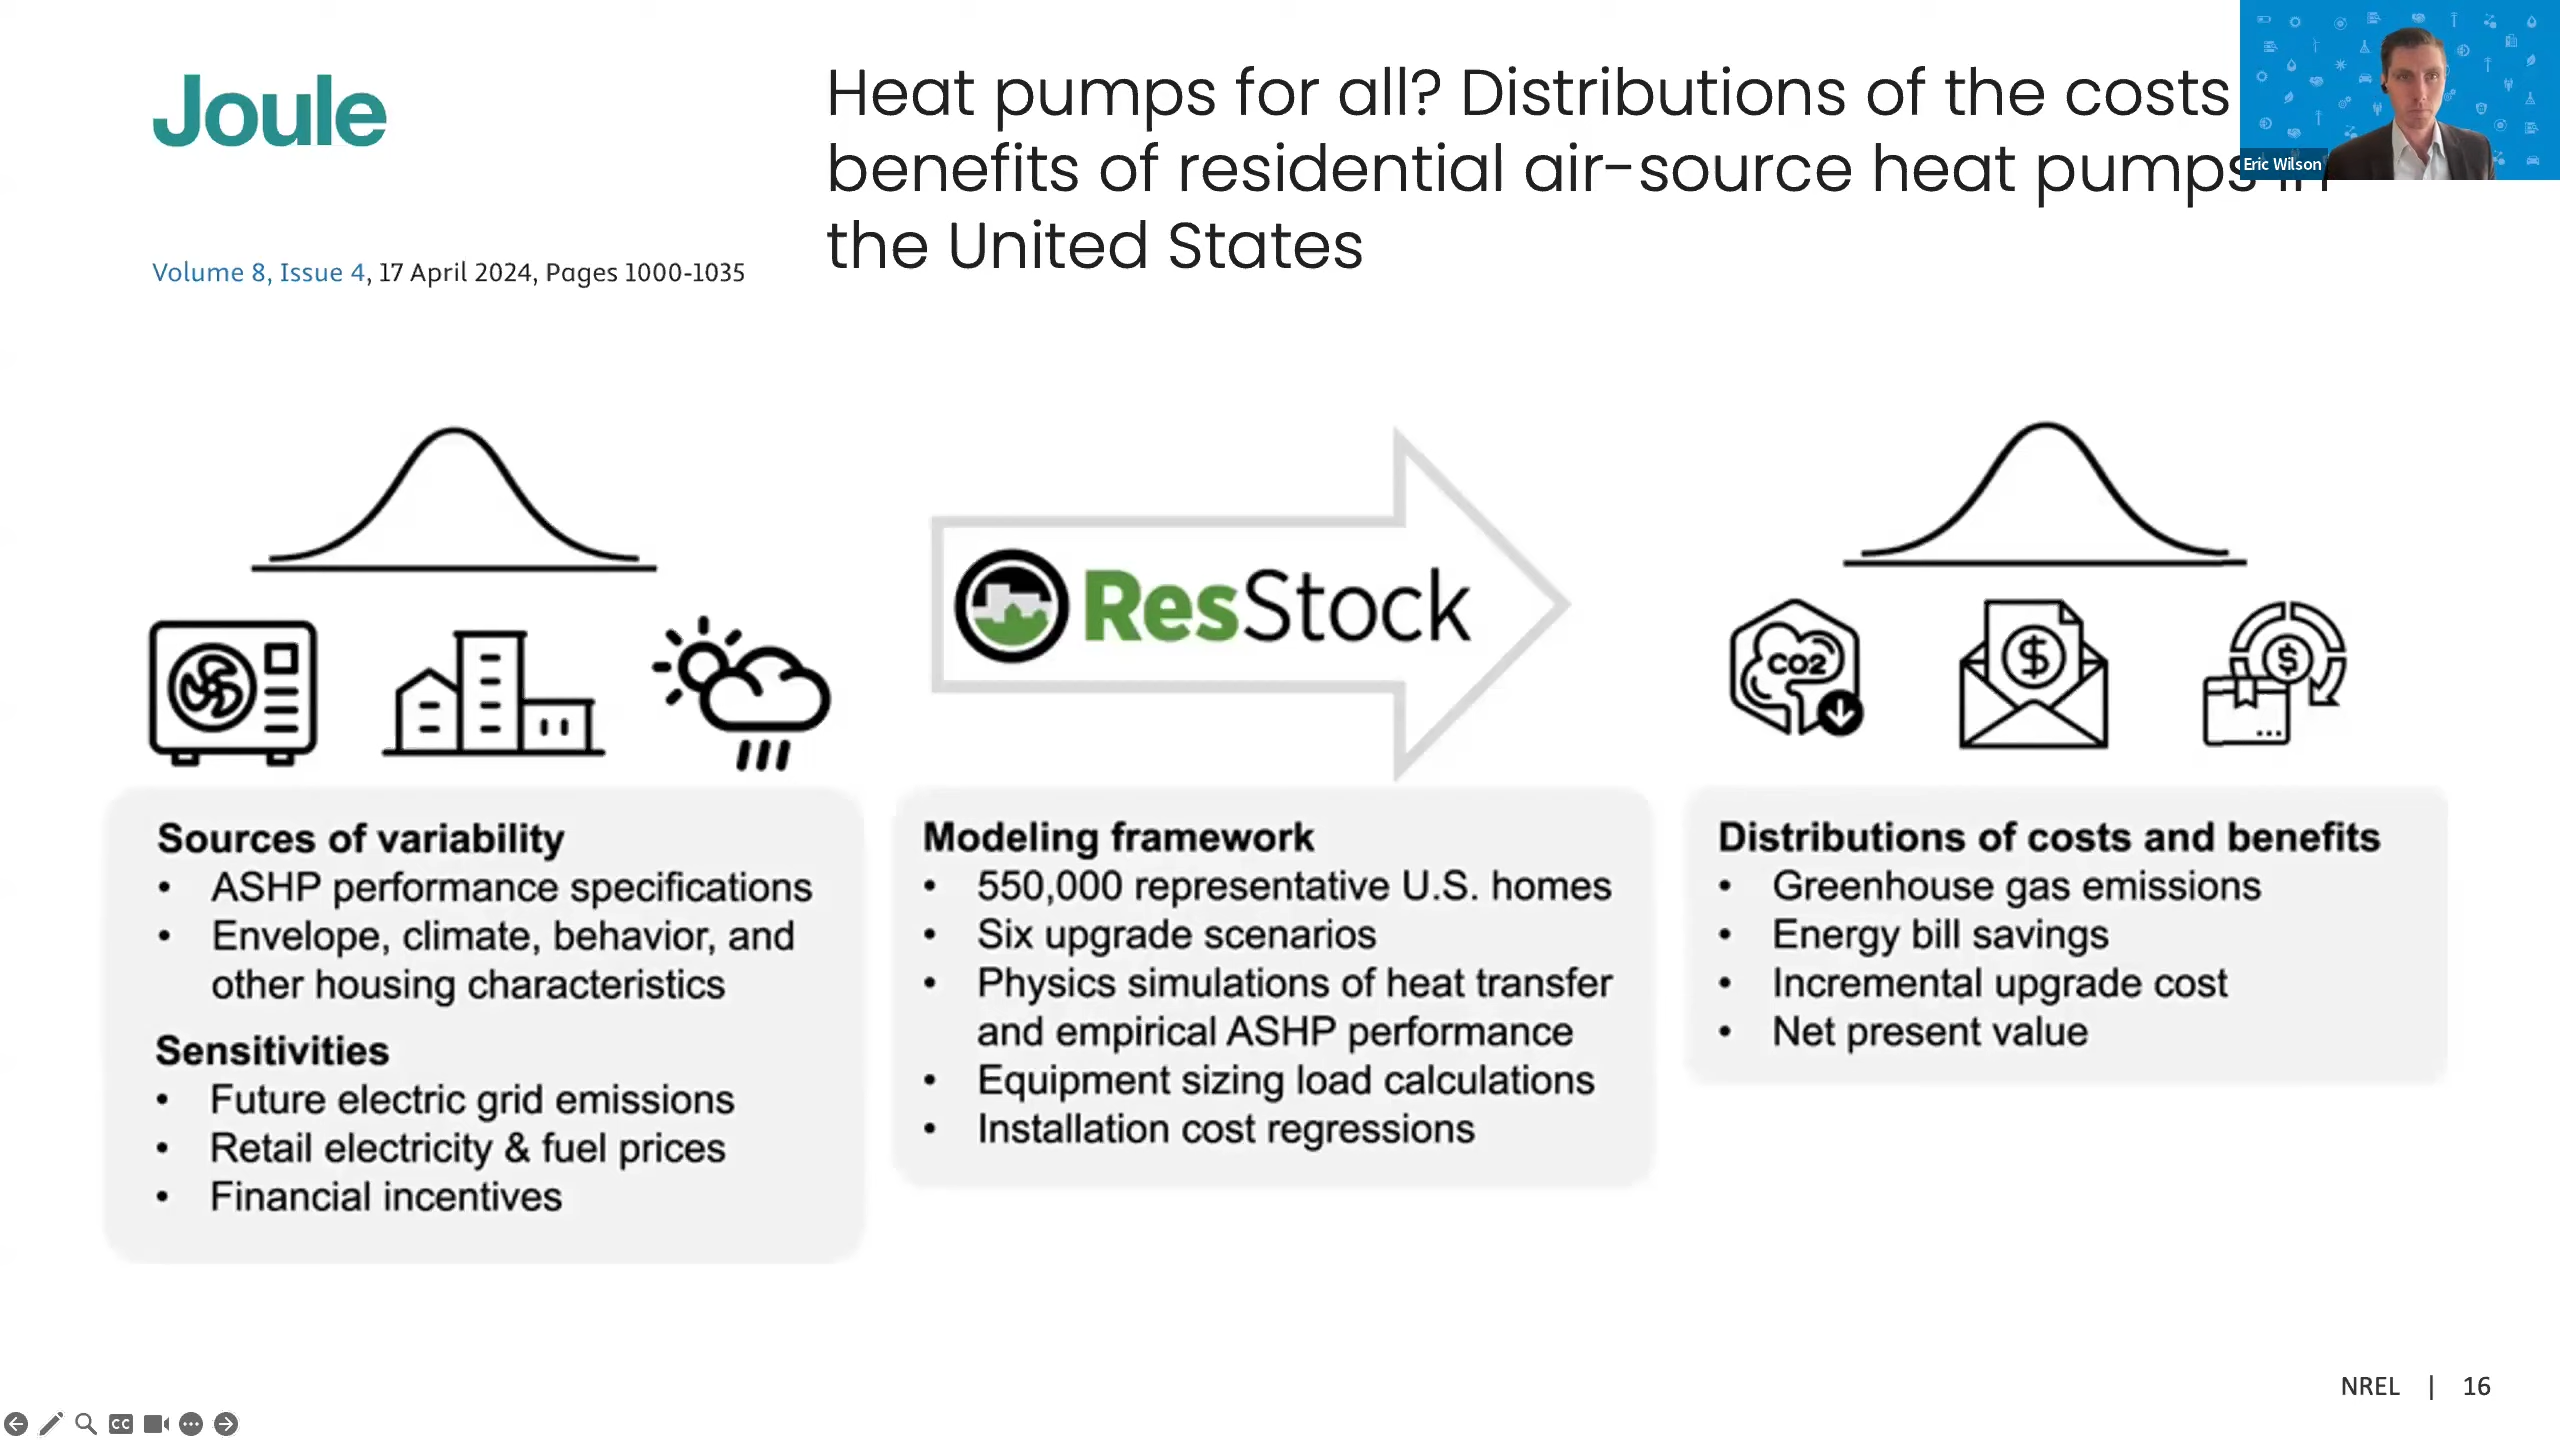 Joule
Volume 8, Issue 4, 17 April 2024, Pages 1000-1035
Heat pumps for all? Distributions of the costs
benefits of residential air-source heat pumps in
the United States
Eric Wilson
ResStock
CO2
$
$
Sources of variability
• ASHP performance specifications
• Envelope, climate, behavior, and
other housing characteristics
Sensitivities
• Future electric grid emissions
• Retail electricity & fuel prices
• Financial incentives
Modeling framework
• 550,000 representative U.S. homes
• Six upgrade scenarios
• Physics simulations of heat transfer
and empirical ASHP performance
• Equipment sizing load calculations
• Installation cost regressions
Distributions of costs and benefits
• Greenhouse gas emissions
• Energy bill savings
• Incremental upgrade cost
• Net present value
NREL | 16
CC